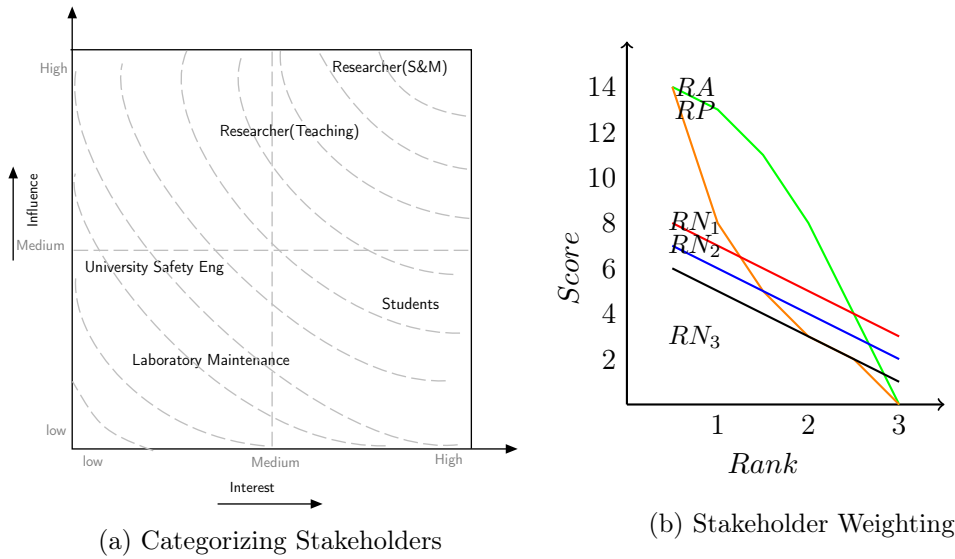 High
Researcher(S&M)
Researcher(Teaching)
Influence
Medium
University Safety Eng
Students
Laboratory Maintenance
low
low
Medium
High
Interest
(a) Categorizing Stakeholders
14
12
10
8
6
4
2
Score
RA
RP
RN₁
RN₂
RN₃
1 2 3
Rank
(b) Stakeholder Weighting